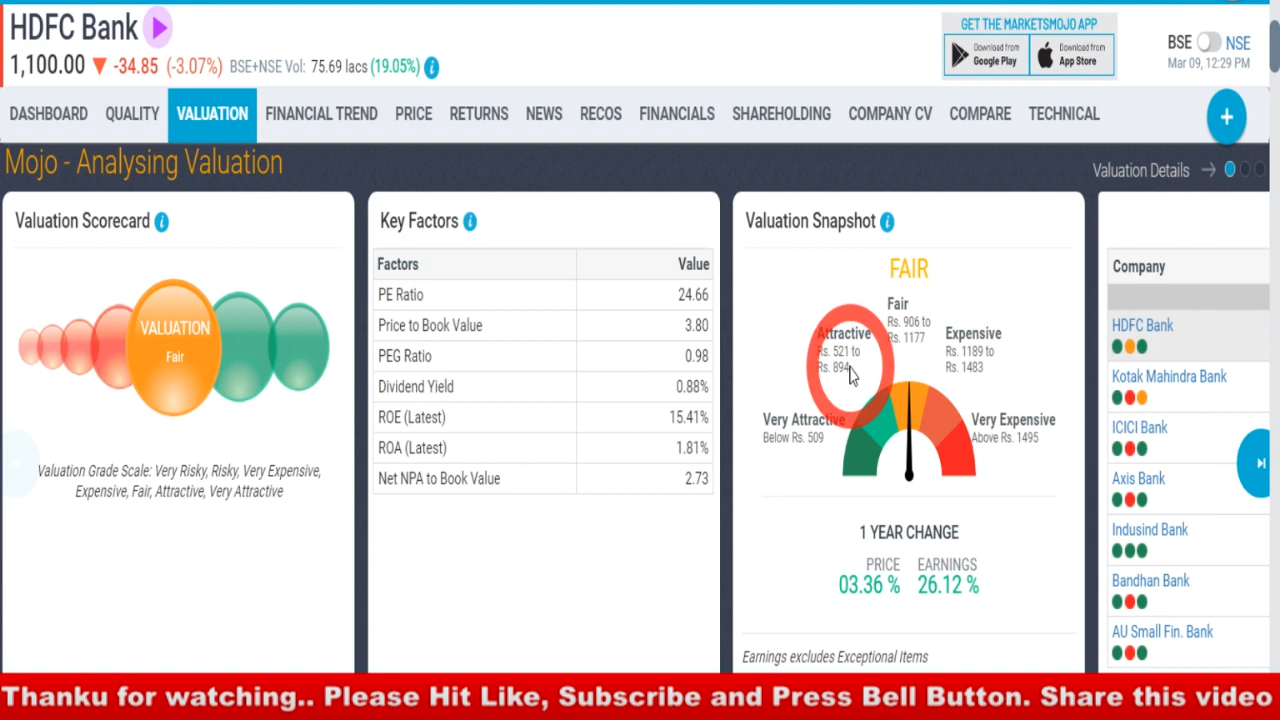 HDFC Bank
1,100.00 ▼ -34.85 (-3.07%) BSE+NSE Vol: 75.69 lacs (19.05%) i
GET THE MARKETSMOJO APP
Download from
Google Play
Download from
App Store
BSE NSE
Mar 09, 12:29 PM
DASHBOARD QUALITY VALUATION FINANCIAL TREND PRICE RETURNS NEWS RECOS FINANCIALS SHAREHOLDING COMPANY CV COMPARE TECHNICAL
+
Mojo - Analysing Valuation
Valuation Details →
Valuation Scorecard i
VALUATION
Fair
Valuation Grade Scale: Very Risky, Risky, Very Expensive,
Expensive, Fair, Attractive, Very Attractive
Key Factors i
Factors Value
PE Ratio 24.66
Price to Book Value 3.80
PEG Ratio 0.98
Dividend Yield 0.88%
ROE (Latest) 15.41%
ROA (Latest) 1.81%
Net NPA to Book Value 2.73
Valuation Snapshot i
FAIR
Fair
Rs. 906 to
Rs. 1177
Attractive
Rs. 521 to
Rs. 894
Expensive
Rs. 1189 to
Rs. 1483
Very Attractive
Below Rs. 509
Very Expensive
Above Rs. 1495
1 YEAR CHANGE
PRICE EARNINGS
03.36 % 26.12 %
Earnings excludes Exceptional Items
Company
HDFC Bank
Kotak Mahindra Bank
ICICI Bank
Axis Bank
Indusind Bank
Bandhan Bank
AU Small Fin. Bank
Thanku for watching.. Please Hit Like, Subscribe and Press Bell Button. Share this video